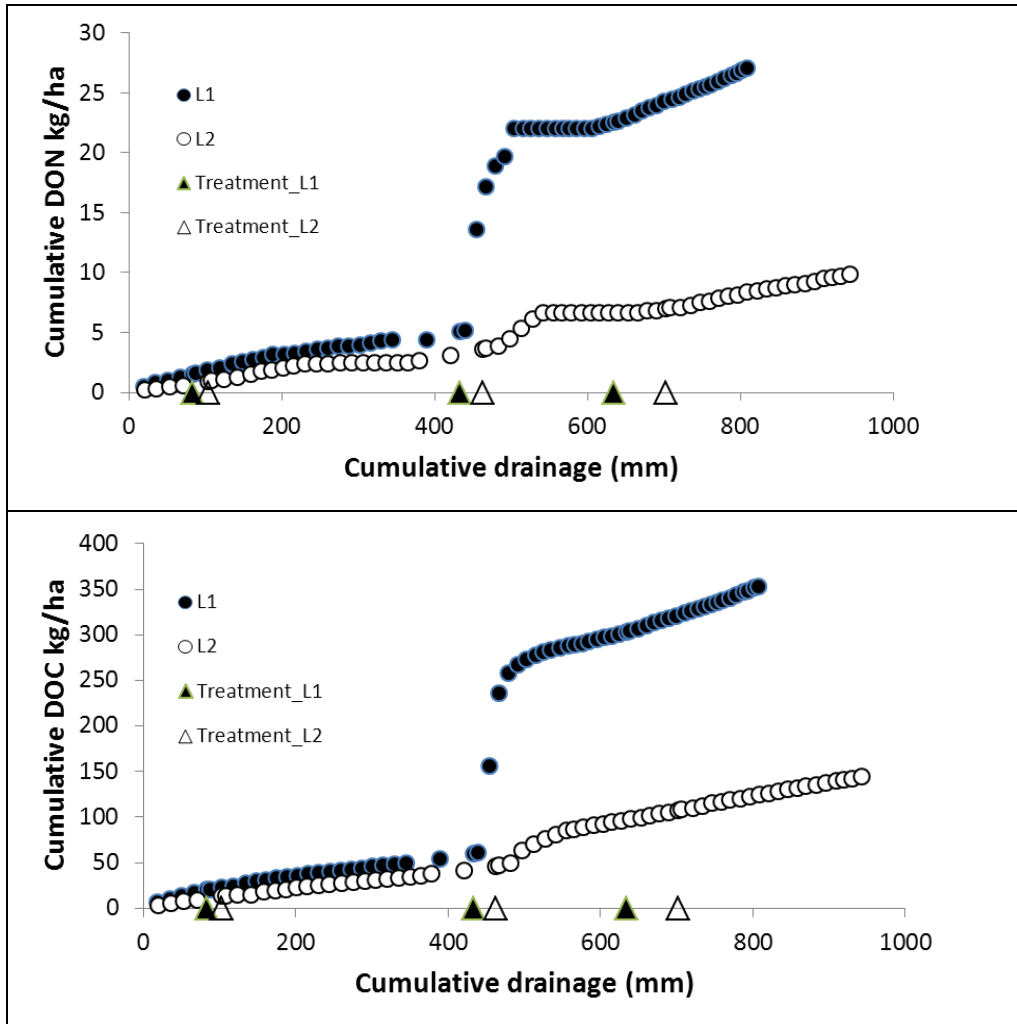 Cumulative DON kg/ha
30
25
20
15
10
5
0
L1
L2
Treatment_L1
Treatment_L2
0 200 400 600 800 1000
Cumulative drainage (mm)
Cumulative DOC kg/ha
400
350
300
250
200
150
100
50
0
L1
L2
Treatment_L1
Treatment_L2
0 200 400 600 800 1000
Cumulative drainage (mm)